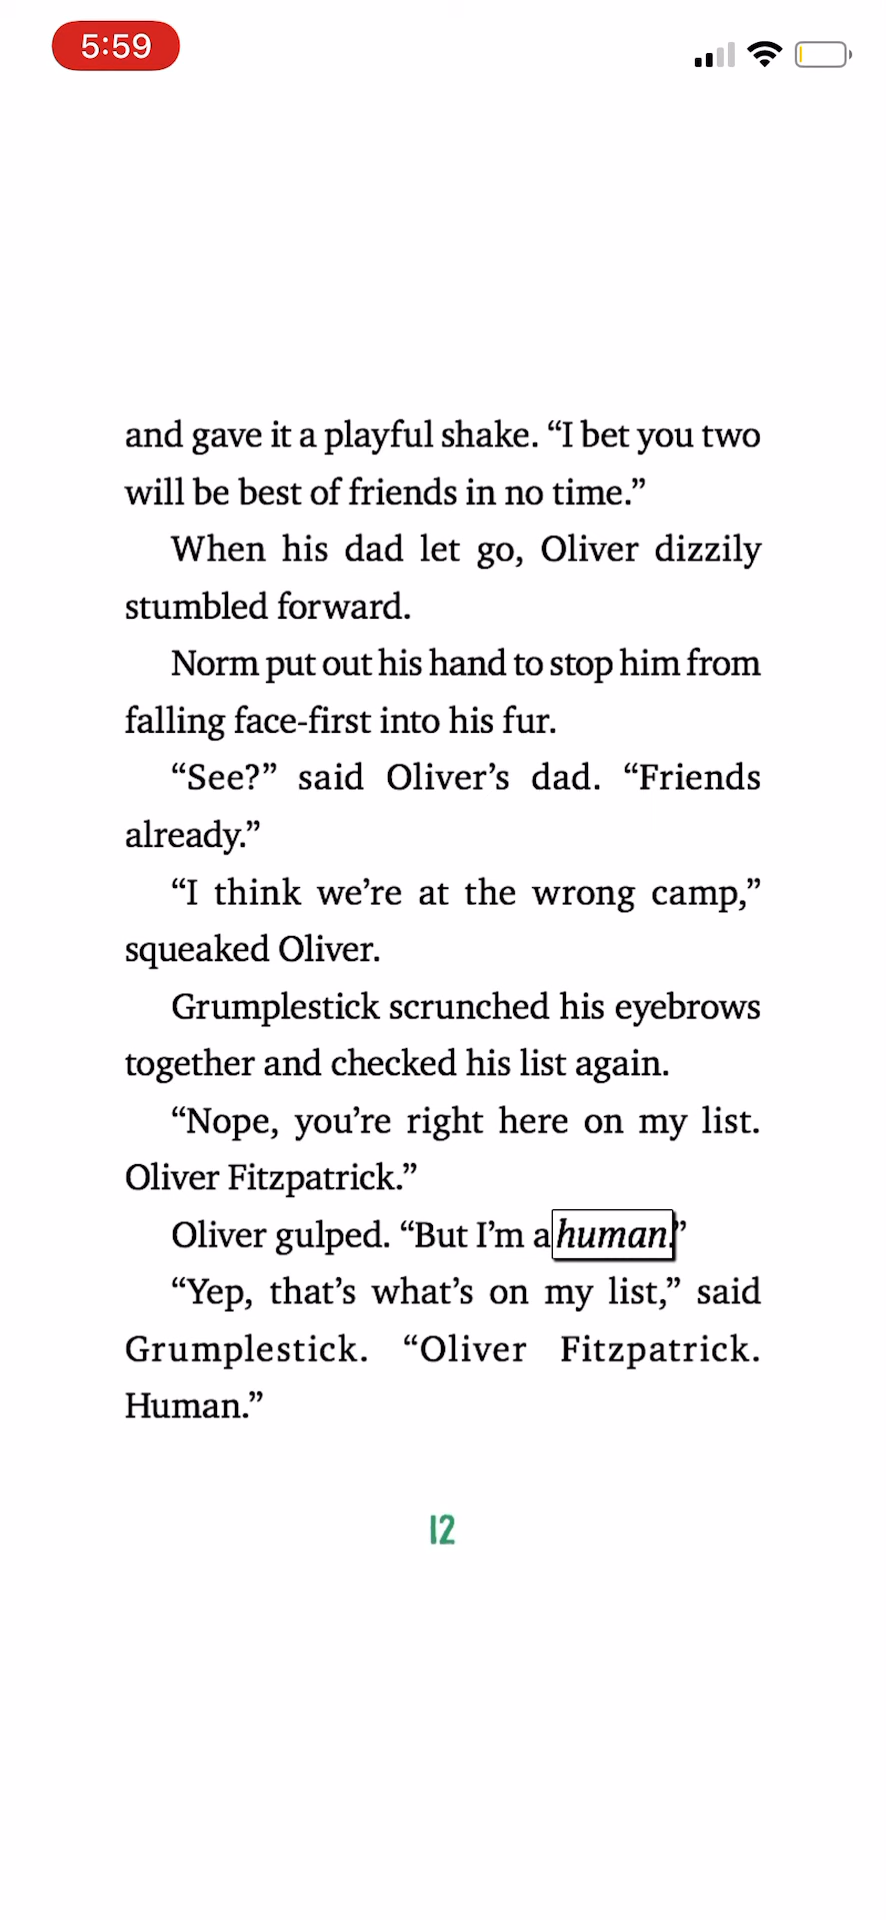 5:59
and gave it a playful shake. “I bet you two
will be best of friends in no time.”
When his dad let go, Oliver dizzily
stumbled forward.
Norm put out his hand to stop him from
falling face-first into his fur.
“See?” said Oliver’s dad. “Friends
already.”
“I think we’re at the wrong camp,”
squeaked Oliver.
Grumplestick scrunched his eyebrows
together and checked his list again.
“Nope, you’re right here on my list.
Oliver Fitzpatrick.”
Oliver gulped. “But I’m a human.”
“Yep, that’s what’s on my list,” said
Grumplestick. “Oliver Fitzpatrick.
Human.”
12